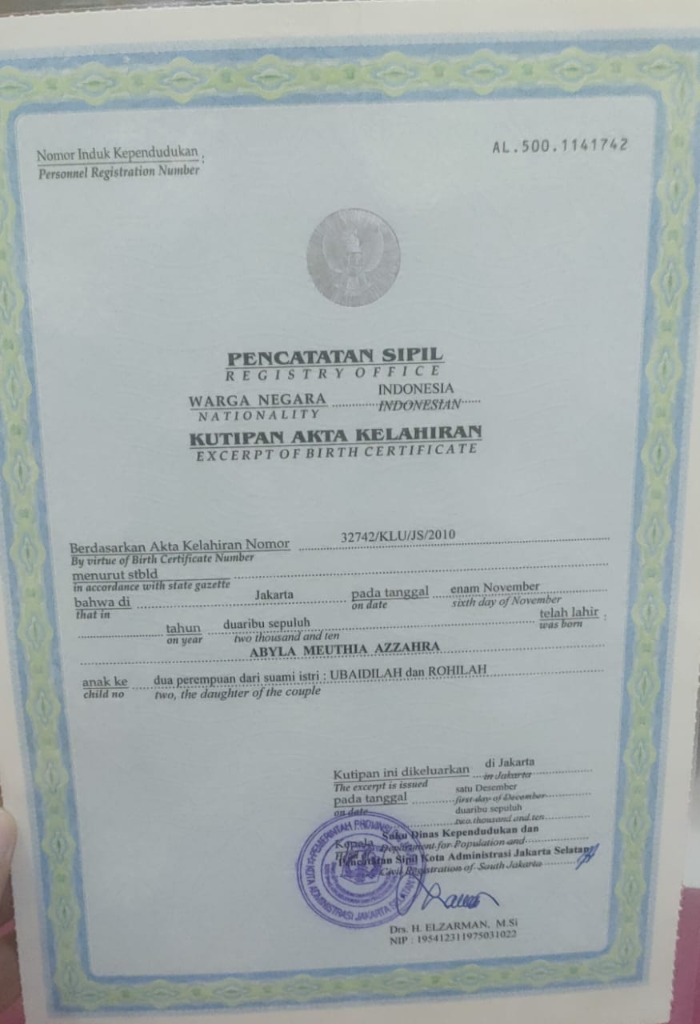 Nomor Induk Kependudukan :
Personnel Registration Number
AL.500.1141742
PENCATATAN SIPIL
REGISTRY OFFICE
WARGA NEGARA INDONESIA
NATIONALITY INDONESIAN
KUTIPAN AKTA KELAHIRAN
EXCERPT OF BIRTH CERTIFICATE
Berdasarkan Akta Kelahiran Nomor 32742/KLU/JS/2010
By virtue of Birth Certificate Number
menurut stbld
in accordance with state gazette
bahwa di Jakarta pada tanggal enam November
that in on date sixth day of November
tahun duaribu sepuluh telah lahir :
on year two thousand and ten was born
ABYLA MEUTHIA AZZAHRA
anak ke dua perempuan dari suami istri : UBAIDILAH dan ROHILAH
child no two, the daughter of the couple
Kutipan ini dikeluarkan di Jakarta
The excerpt is issued in Jakarta
pada tanggal satu Desember
on date first day of December
duaribu sepuluh
two thousand and ten
Kepala Suku Dinas Kependudukan dan
Department for Population and
Pencatatan Sipil Kota Administrasi Jakarta Selatan
Civil Registration of South Jakarta
PEMERINTAH PROVINSI
KOTA ADMINISTRASI JAKARTA SELATAN
Drs. H. ELZARMAN, M.Si
NIP : 195412311975031022